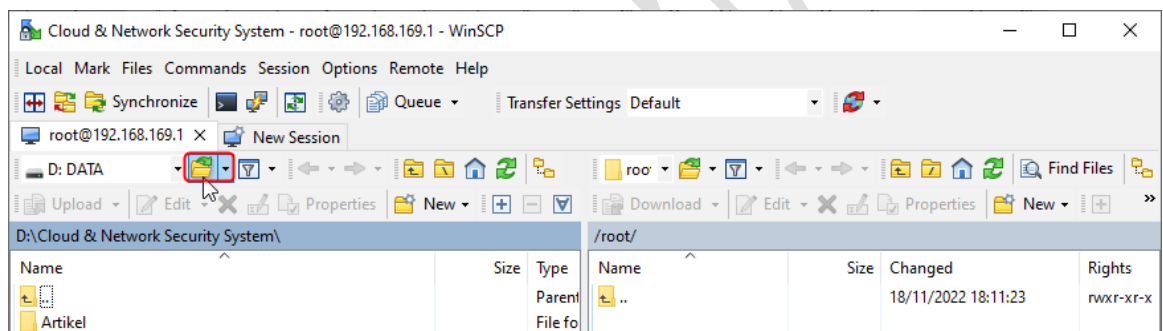 Cloud & Network Security System - root@192.168.169.1 - WinSCP
Local Mark Files Commands Session Options Remote Help
Synchronize Queue Transfer Settings Default
root@192.168.169.1 New Session
D: DATA roo Find Files
Upload Edit Properties New Download Edit Properties New »
D:\Cloud & Network Security System\ /root/
Name Size Type Name Size Changed Rights
.. Parent .. 18/11/2022 18:11:23 rwxr-xr-x
Artikel File fo